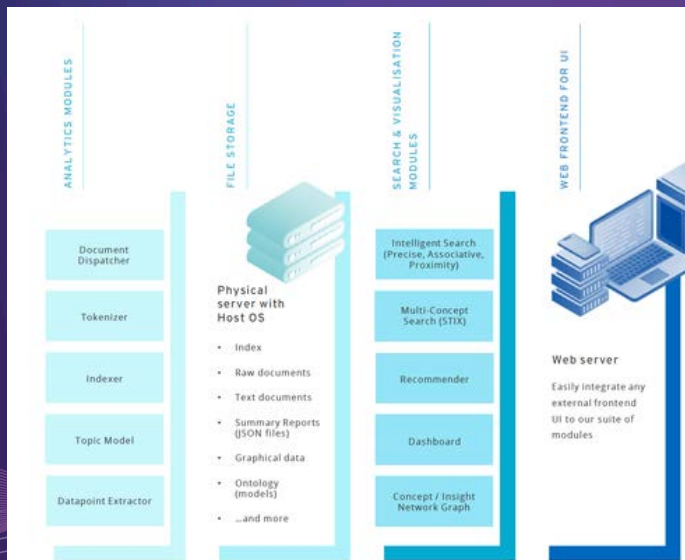 ANALYTICS MODULES
Document
Dispatcher
Tokenizer
Indexer
Topic Model
Datapoint Extractor
FILE STORAGE
Physical
server with
Host OS
• Index
• Raw documents
• Text documents
• Summary Reports
(JSON files)
• Graphical data
• Ontology
(models)
• ...and more
SEARCH & VISUALISATION
MODULES
Intelligent Search
(Precise, Associative,
Proximity)
Multi-Concept
Search (STIX)
Recommender
Dashboard
Concept / Insight
Network Graph
WEB FRONTEND FOR UI
Web server
Easily integrate any
external frontend
UI to our suite of
modules